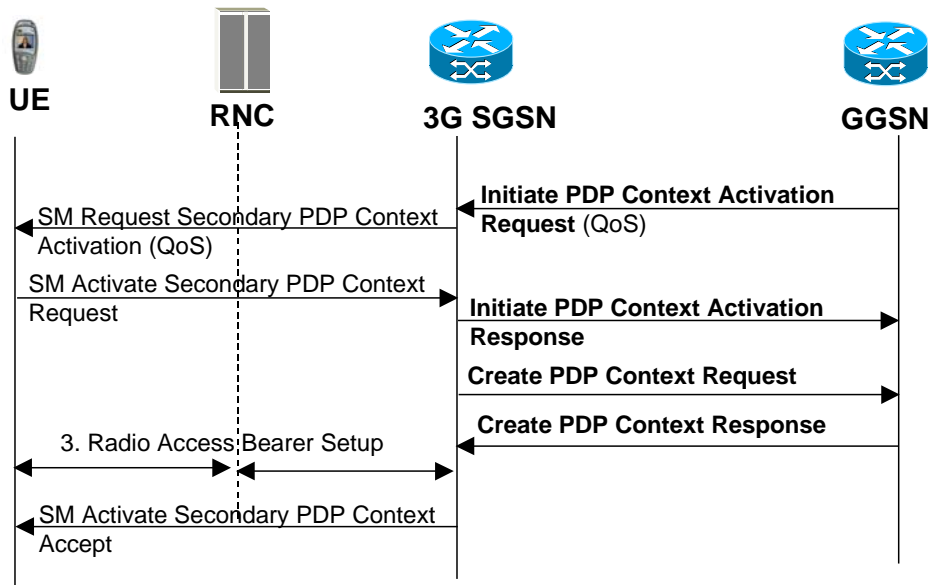 UE
RNC
3G SGSN
GGSN
Initiate PDP Context Activation
Request (QoS)
SM Request Secondary PDP Context
Activation (QoS)
SM Activate Secondary PDP Context
Request
Initiate PDP Context Activation
Response
Create PDP Context Request
Create PDP Context Response
3. Radio Access Bearer Setup
SM Activate Secondary PDP Context
Accept